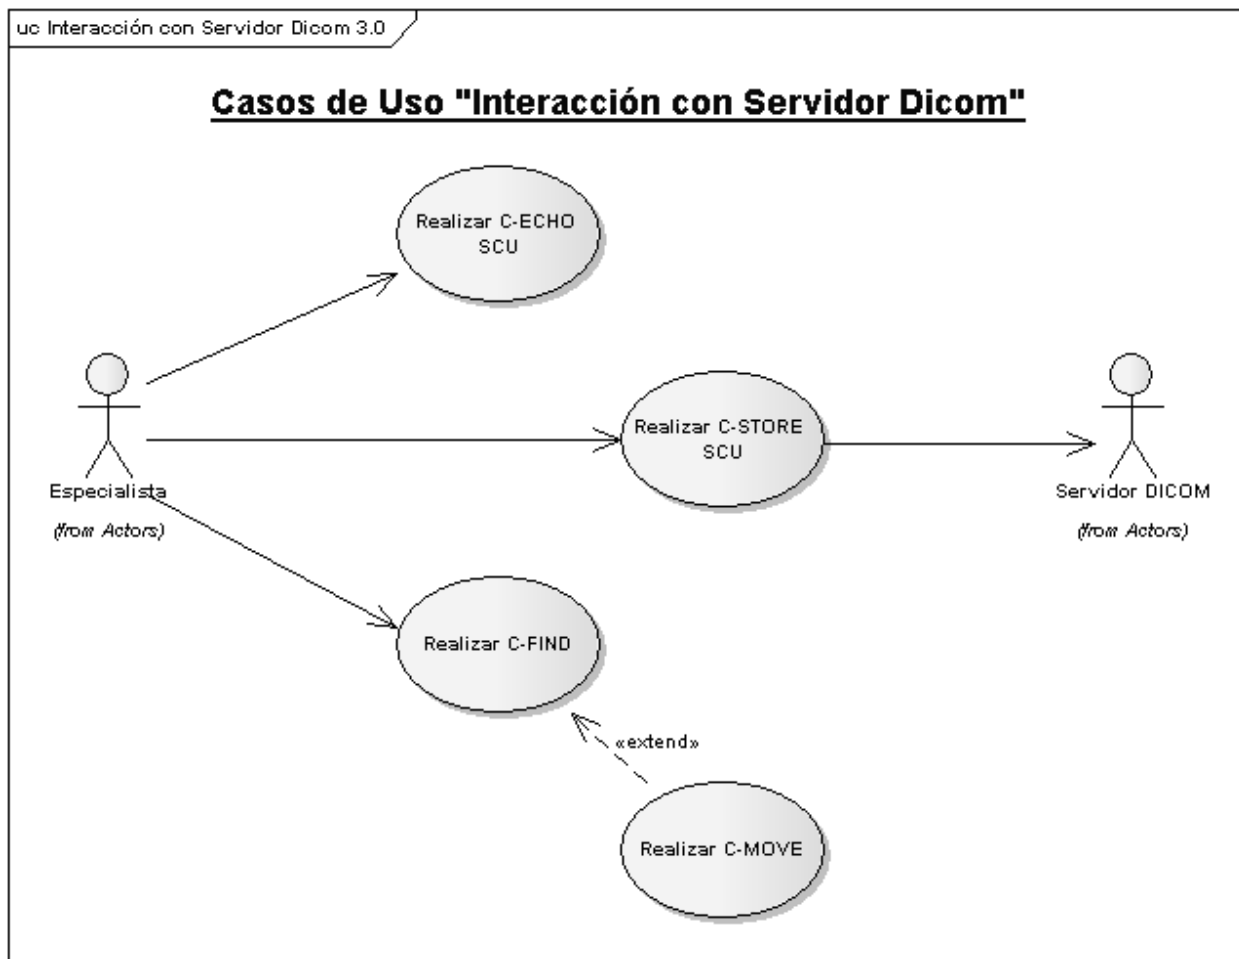 uc Interacción con Servidor Dicom 3.0
Casos de Uso "Interacción con Servidor Dicom"
Realizar C-ECHO
SCU
Realizar C-STORE
SCU
Especialista
(from Actors)
Servidor DICOM
(from Actors)
Realizar C-FIND
«extend»
Realizar C-MOVE